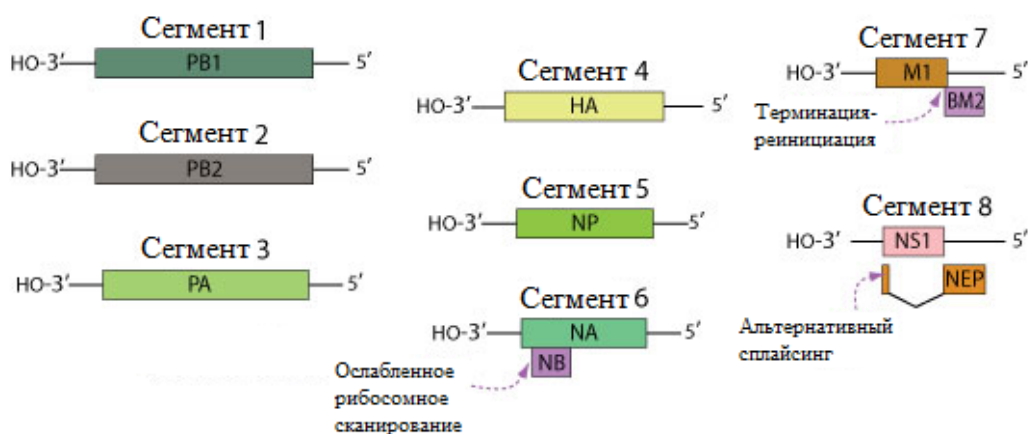 Сегмент 1
HO-3′ PB1 5′
Сегмент 2
HO-3′ PB2 5′
Сегмент 3
HO-3′ PA 5′
Сегмент 4
HO-3′ HA 5′
Сегмент 5
HO-3′ NP 5′
Сегмент 6
HO-3′ NA 5′
NB
Ослабленное
рибосомное
сканирование
Сегмент 7
HO-3′ M1 5′
BM2
Терминация-
реинициация
Сегмент 8
HO-3′ NS1 5′
NEP
Альтернативный
сплайсинг